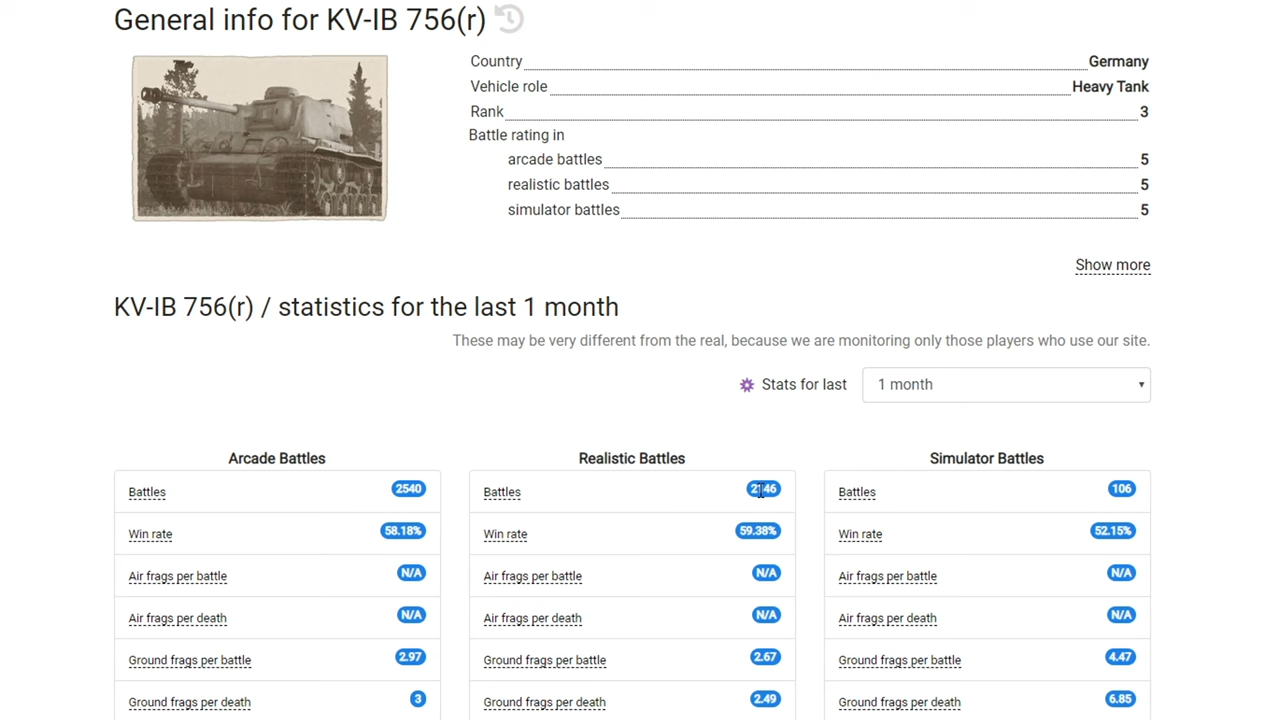 General info for KV-IB 756(r)
Country Germany
Vehicle role Heavy Tank
Rank 3
Battle rating in
arcade battles 5
realistic battles 5
simulator battles 5
Show more
KV-IB 756(r) / statistics for the last 1 month
These may be very different from the real, because we are monitoring only those players who use our site.
Stats for last 1 month
Arcade Battles Realistic Battles Simulator Battles
Battles 2540 Battles Battles 106
Win rate 58.18% Win rate 59.38% Win rate 52.15%
Air frags per battle N/A Air frags per battle N/A Air frags per battle N/A
Air frags per death N/A Air frags per death N/A Air frags per death N/A
Ground frags per battle 2.97 Ground frags per battle 2.67 Ground frags per battle 4.47
Ground frags per death 3 Ground frags per death 2.49 Ground frags per death 6.85